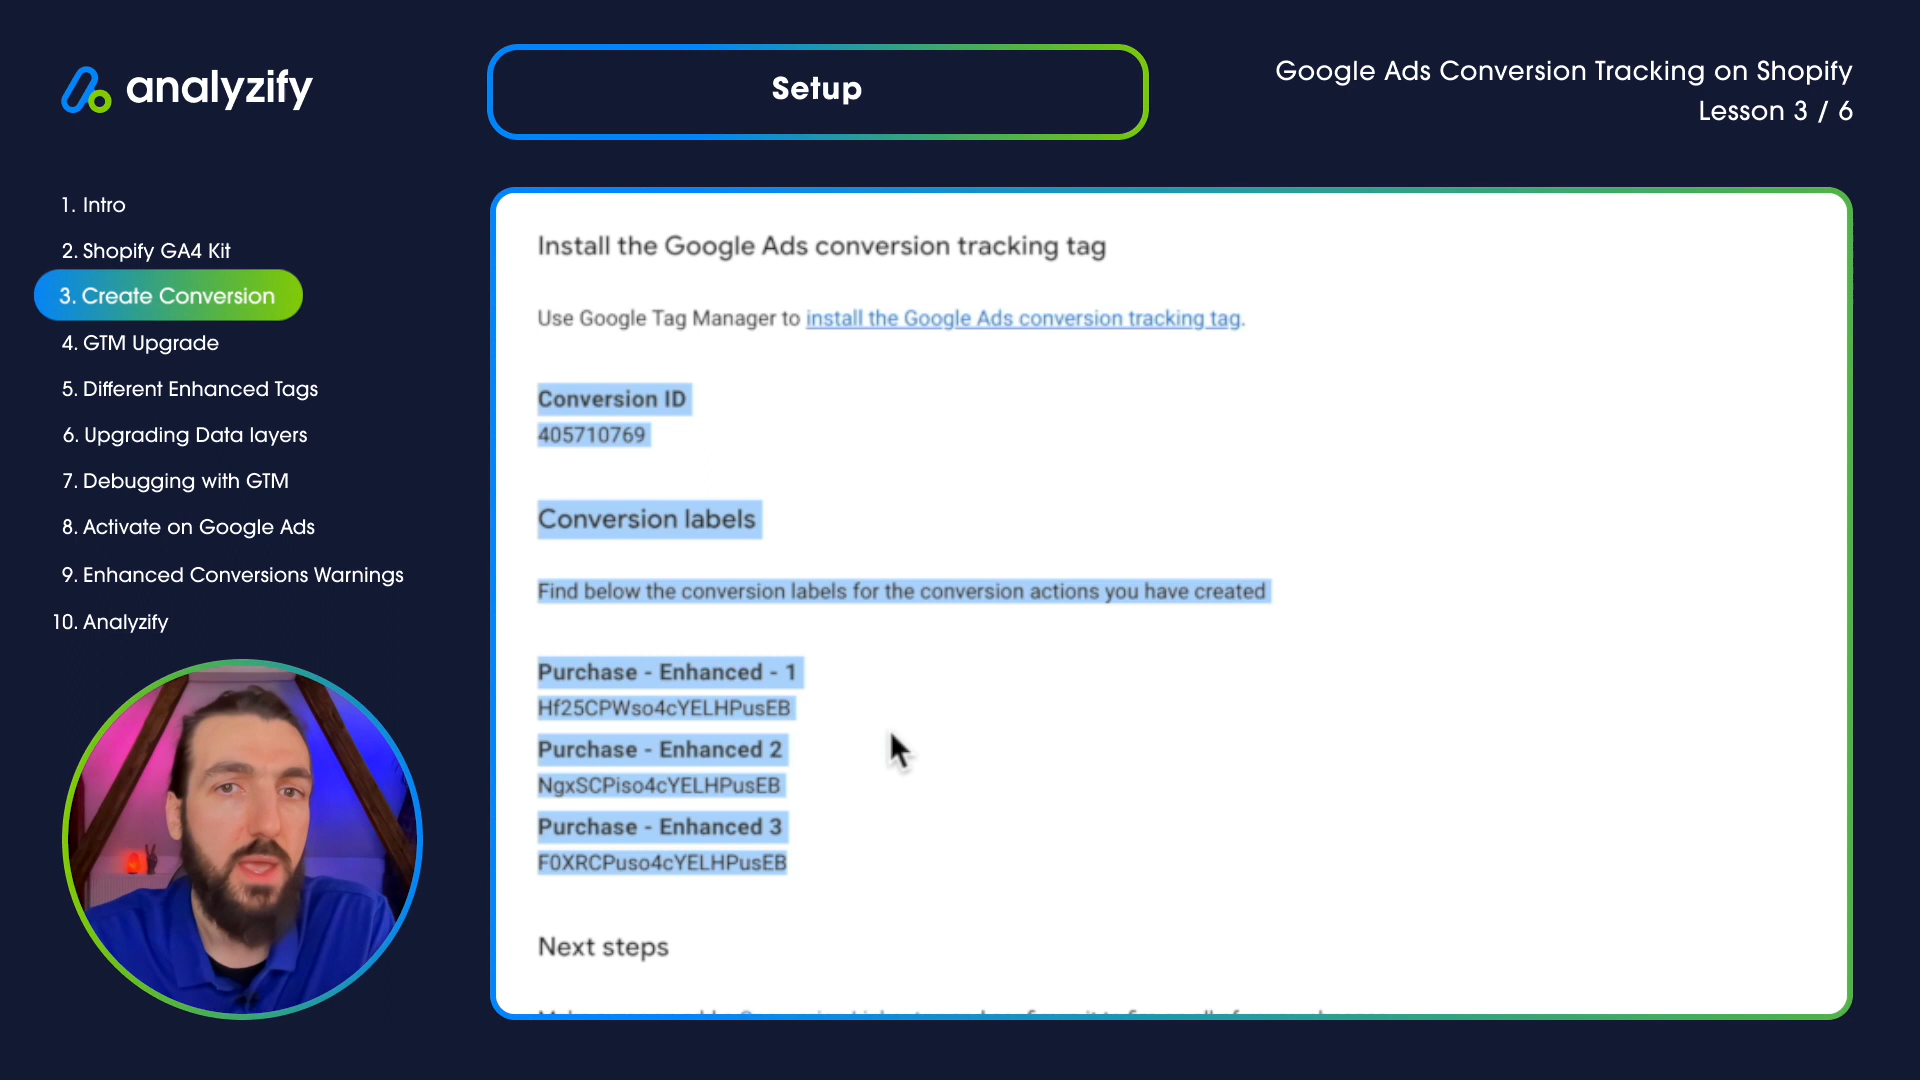 analyzify
Setup
Google Ads Conversion Tracking on Shopify
Lesson 3 / 6
1. Intro
2. Shopify GA4 Kit
3. Create Conversion
4. GTM Upgrade
5. Different Enhanced Tags
6. Upgrading Data layers
7. Debugging with GTM
8. Activate on Google Ads
9. Enhanced Conversions Warnings
10. Analyzify
Install the Google Ads conversion tracking tag
Use Google Tag Manager to install the Google Ads conversion tracking tag.
Conversion ID
405710769
Conversion labels
Find below the conversion labels for the conversion actions you have created
Purchase - Enhanced - 1
Hf25CPWso4cYELHPusEB
Purchase - Enhanced 2
NgxSCPiso4cYELHPusEB
Purchase - Enhanced 3
F0XRCPuso4cYELHPusEB
Next steps